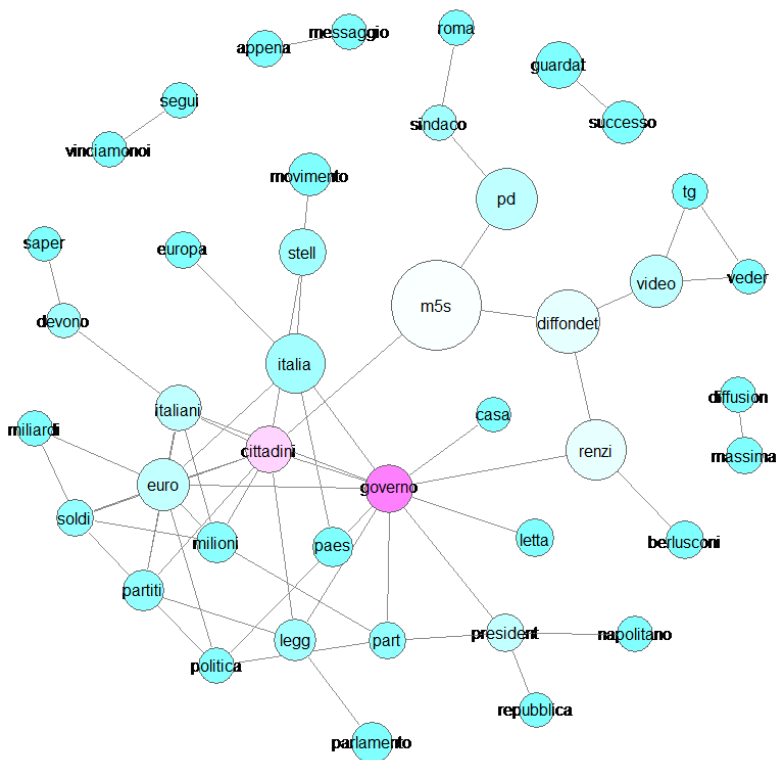 messaggio
roma
appena
guardat
segui
sindaco
successo
vinciamonoi
movimento
tg
pd
saper
europa
stell
video
veder
m5s
devono
diffondet
italia
diffusion
italiani
casa
miliardi
cittadini
renzi
massima
euro
governo
soldi
milioni
paes
letta
berlusconi
partiti
legg
part
president
napolitano
politica
repubblica
parlamento